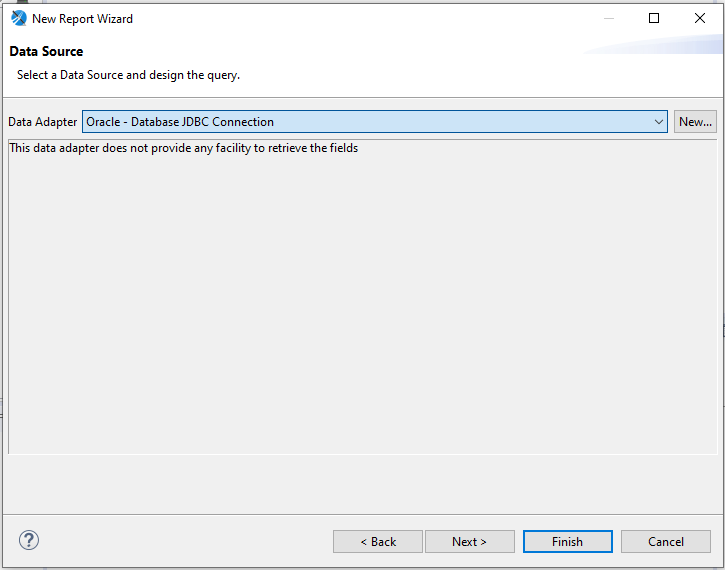 New Report Wizard
Data Source
Select a Data Source and design the query.
Data Adapter Oracle - Database JDBC Connection New...
This data adapter does not provide any facility to retrieve the fields
? < Back Next > Finish Cancel